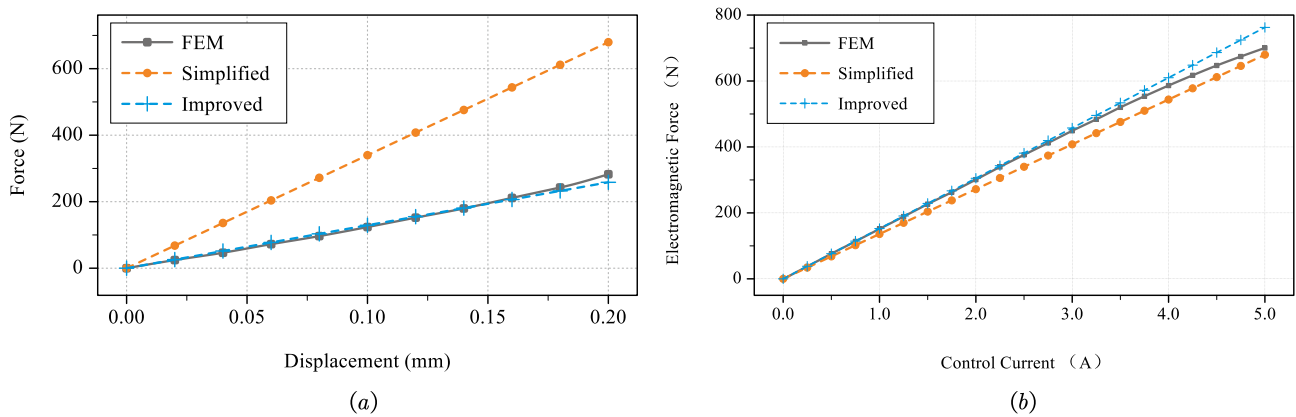 FEM
Simplified
Improved
600
400
200
0
Force (N)
0.00 0.05 0.10 0.15 0.20
Displacement (mm)
(a)
FEM
Simplified
Improved
800
600
400
200
0
Electromagnetic Force （N）
0.0 1.0 2.0 3.0 4.0 5.0
Control Current （A）
(b)